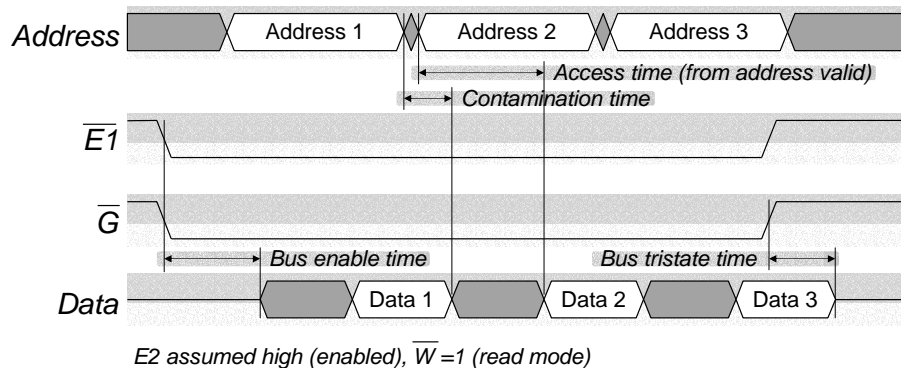 Address Address 1 Address 2 Address 3
Access time (from address valid)
Contamination time
E1
G
Bus enable time Bus tristate time
Data Data 1 Data 2 Data 3
E2 assumed high (enabled), W =1 (read mode)